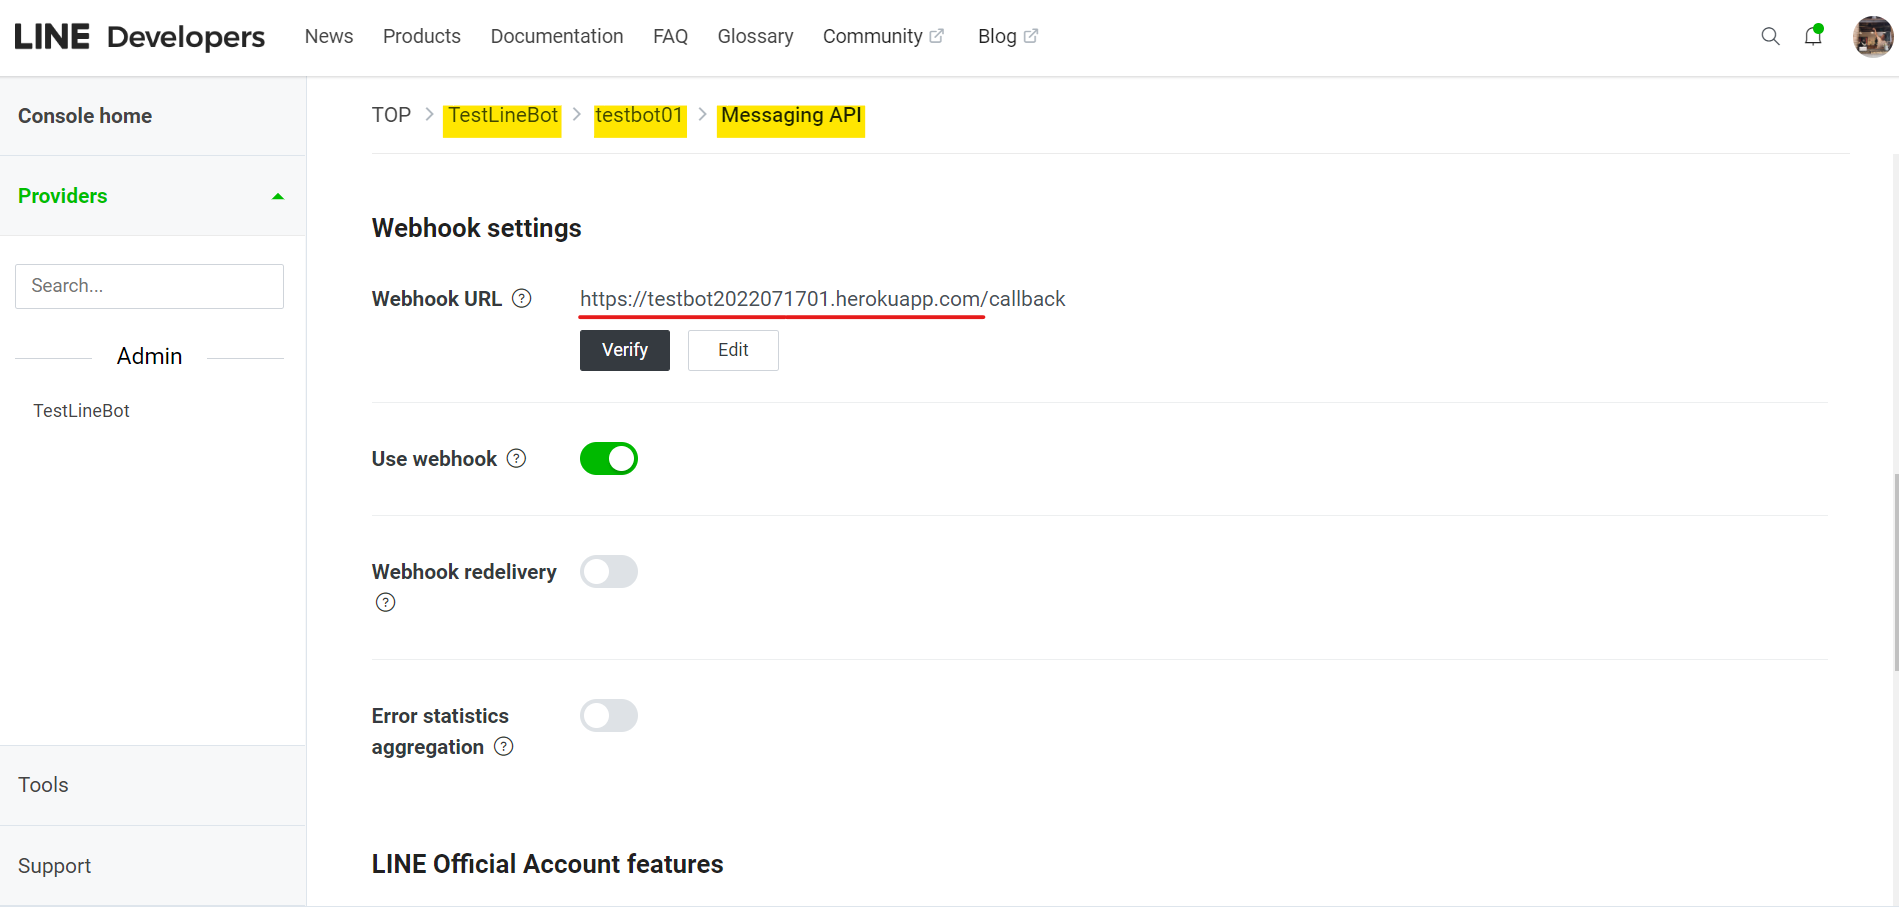 LINE Developers News Products Documentation FAQ Glossary Community Blog
Console home
Providers
Search...
Admin
TestLineBot
Tools
Support
TOP > TestLineBot > testbot01 > Messaging API
Webhook settings
Webhook URL ? https://testbot2022071701.herokuapp.com/callback
Verify Edit
Use webhook ?
Webhook redelivery
?
Error statistics
aggregation ?
LINE Official Account features